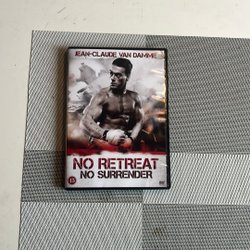 JEAN-CLAUDE VAN DAMME
NO RETREAT
NO SURRENDER